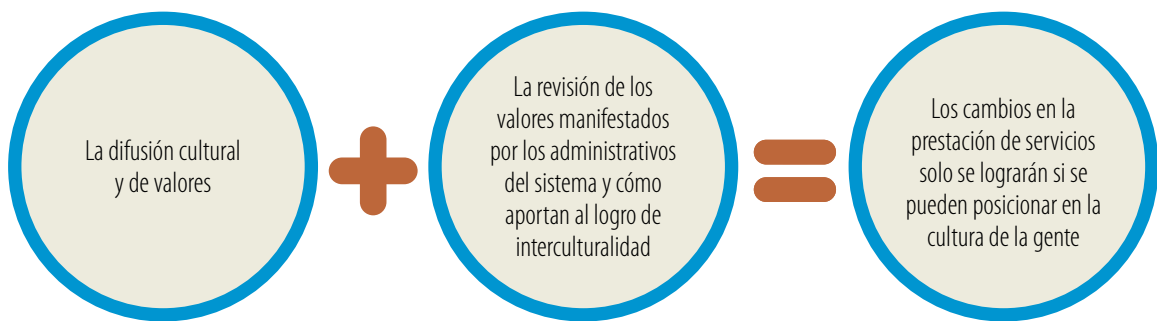 La difusión cultural
y de valores
La revisión de los
valores manifestados
por los administrativos
del sistema y cómo
aportan al logro de
interculturalidad
Los cambios en la
prestación de servicios
solo se lograrán si se
pueden posicionar en la
cultura de la gente